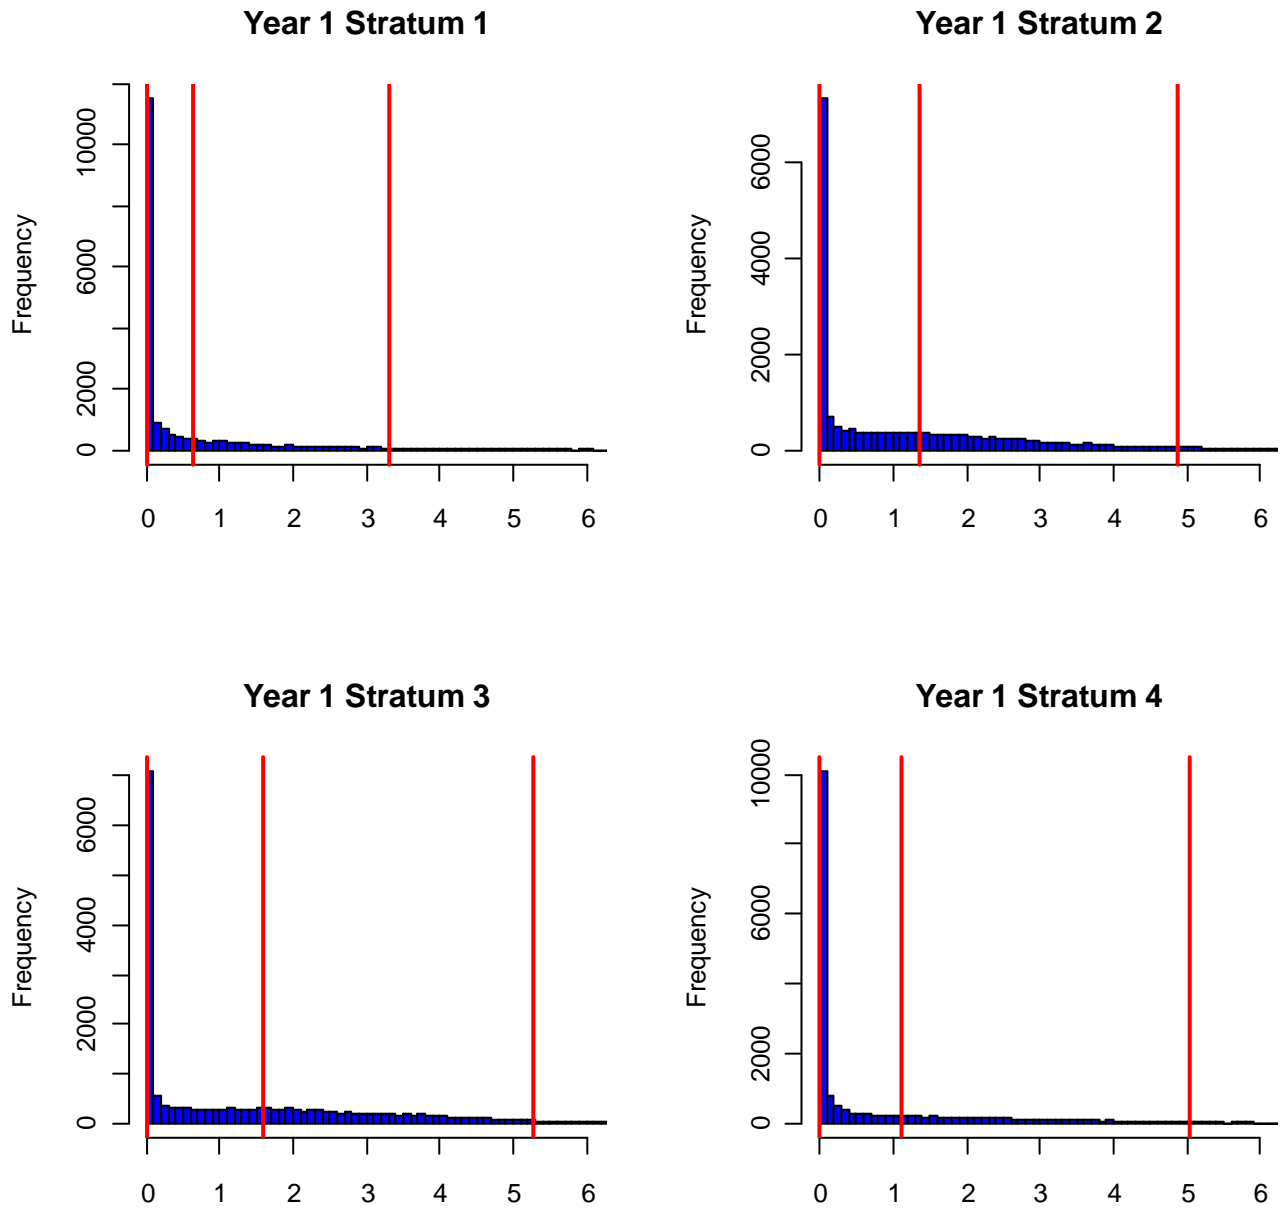 Year 1 Stratum 1
Frequency
0 2000 6000 10000
0 1 2 3 4 5 6
Year 1 Stratum 2
Frequency
0 2000 4000 6000
0 1 2 3 4 5 6
Year 1 Stratum 3
Frequency
0 2000 4000 6000
0 1 2 3 4 5 6
Year 1 Stratum 4
Frequency
0 2000 6000 10000
0 1 2 3 4 5 6